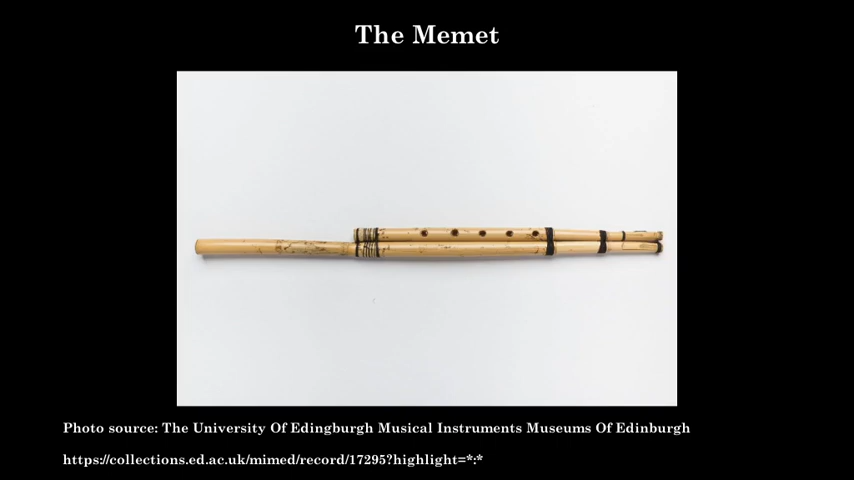 The Memet
Photo source: The University Of Edingburgh Musical Instruments Museums Of Edinburgh
https://collections.ed.ac.uk/mimed/record/17295?highlight=*:*